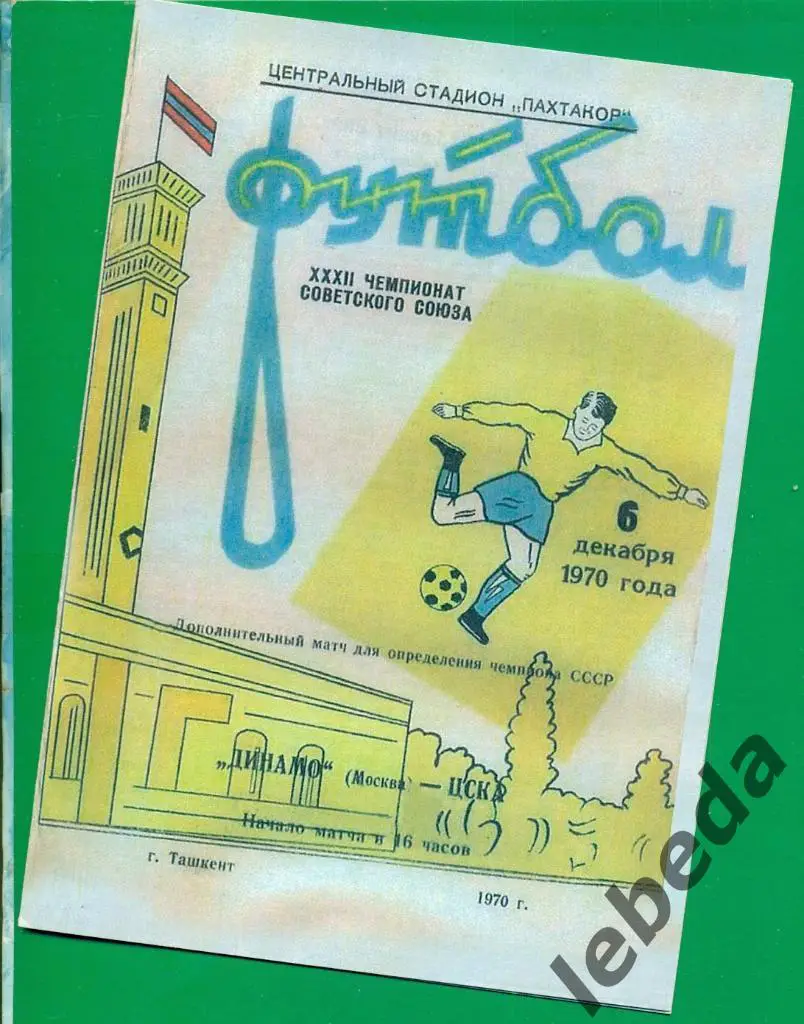 ЦЕНТРАЛЬНЫЙ СТАДИОН „ПАХТАКОР"
футбол
XXXII ЧЕМПИОНАТ
СОВЕТСКОГО СОЮЗА
6
декабря
1970 года
Дополнительный матч для определения чемпиона СССР
„ДИНАМО" (Москва) — ЦСКА
Начало матча в 16 часов
г. Ташкент
1970 г.
lebeda